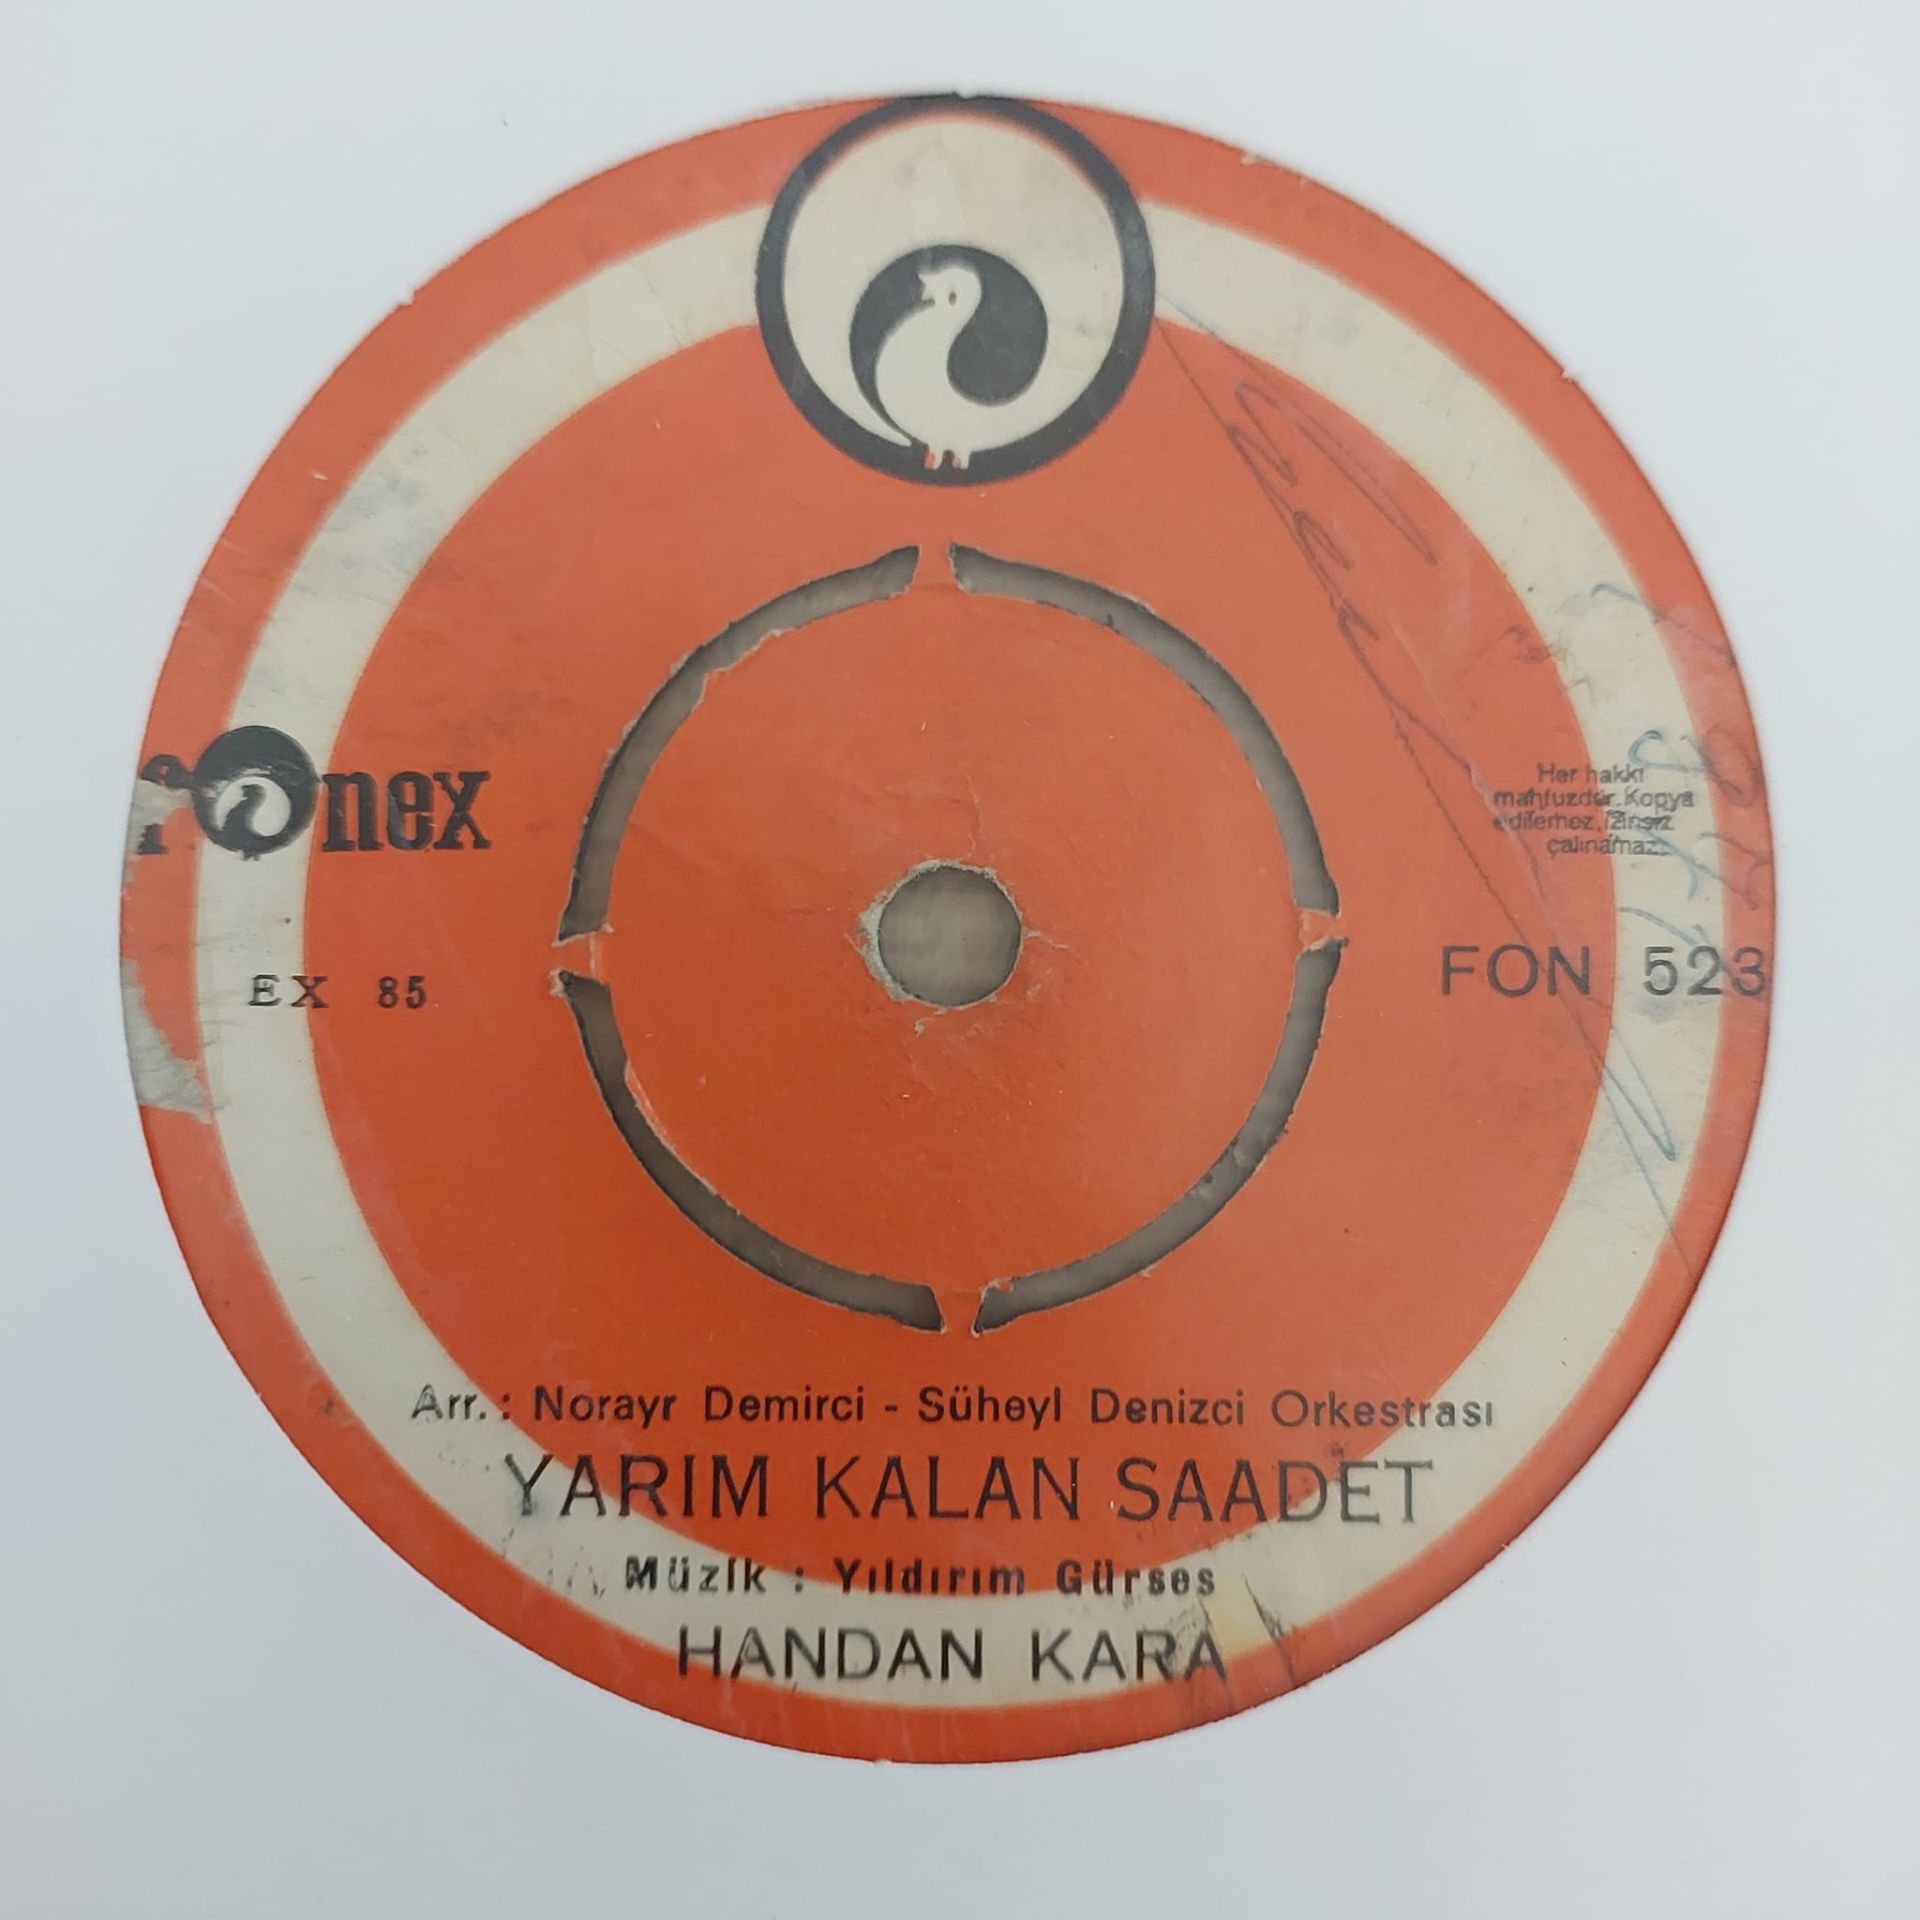 fonex
Her hakkı
mahfuzdur. Kopya
edilemez, İzinsiz
çalınamaz.
EX 85
FON 523
Arr. : Norayr Demirci - Süheyl Denizci Orkestrası
YARIM KALAN SAADET
Müzik : Yıldırım Gürses
HANDAN KARA